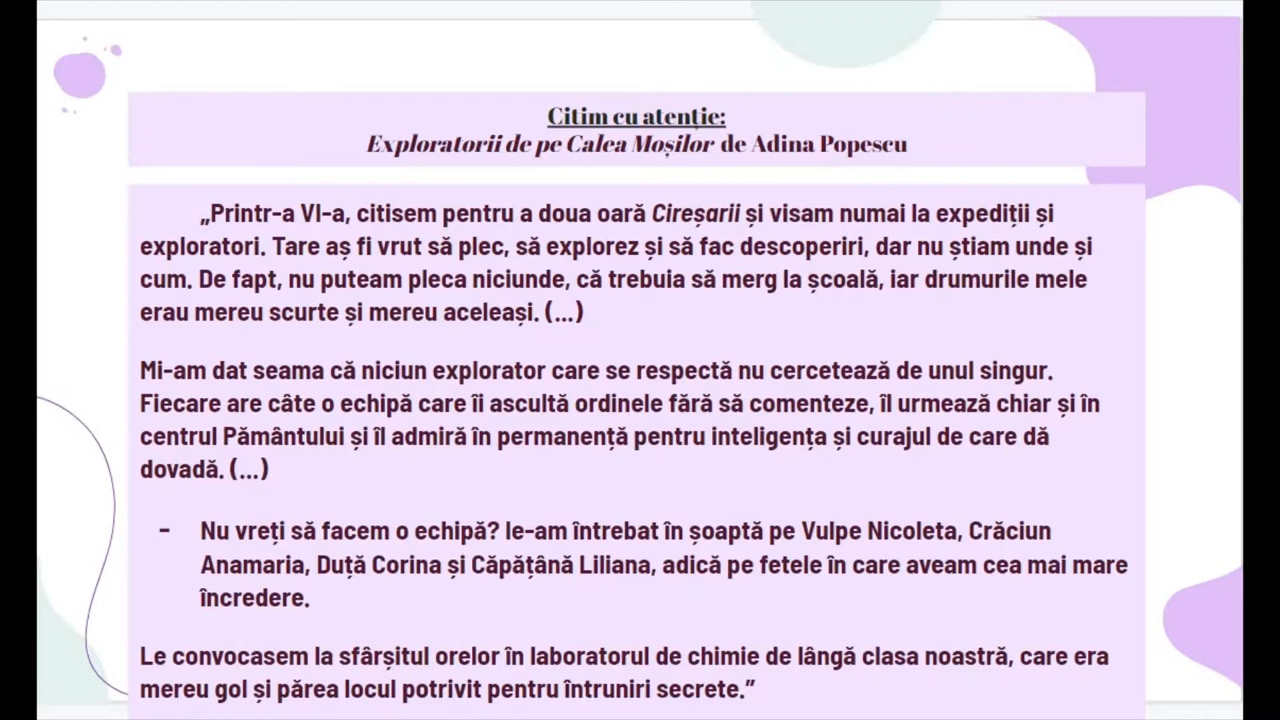 Citim cu atenție:
Exploratorii de pe Calea Moșilor de Adina Popescu
„Printr-a VI-a, citisem pentru a doua oară Cireșarii și visam numai la expediții și
exploratori. Tare aș fi vrut să plec, să explorez și să fac descoperiri, dar nu știam unde și
cum. De fapt, nu puteam pleca niciunde, că trebuia să merg la școală, iar drumurile mele
erau mereu scurte și mereu aceleași. (...)
Mi-am dat seama că niciun explorator care se respectă nu cercetează de unul singur.
Fiecare are câte o echipă care îi ascultă ordinele fără să comenteze, îl urmează chiar și în
centrul Pământului și îl admiră în permanență pentru inteligența și curajul de care dă
dovadă. (...)
- Nu vreți să facem o echipă? le-am întrebat în șoaptă pe Vulpe Nicoleta, Crăciun
Anamaria, Duță Corina și Căpățână Liliana, adică pe fetele în care aveam cea mai mare
încredere.
Le convocasem la sfârșitul orelor în laboratorul de chimie de lângă clasa noastră, care era
mereu gol și părea locul potrivit pentru întruniri secrete.”